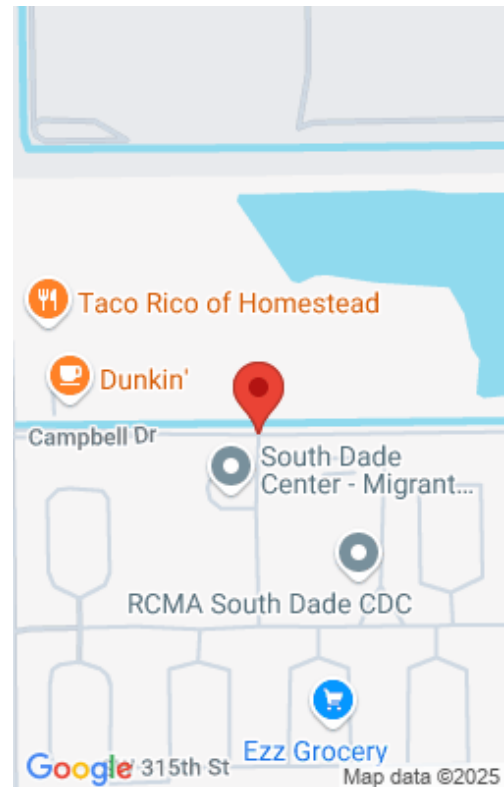 Taco Rico of Homestead
Dunkin'
Campbell Dr
South Dade
Center - Migrant...
RCMA South Dade CDC
Ezz Grocery
Google
315th St
Map data ©2025